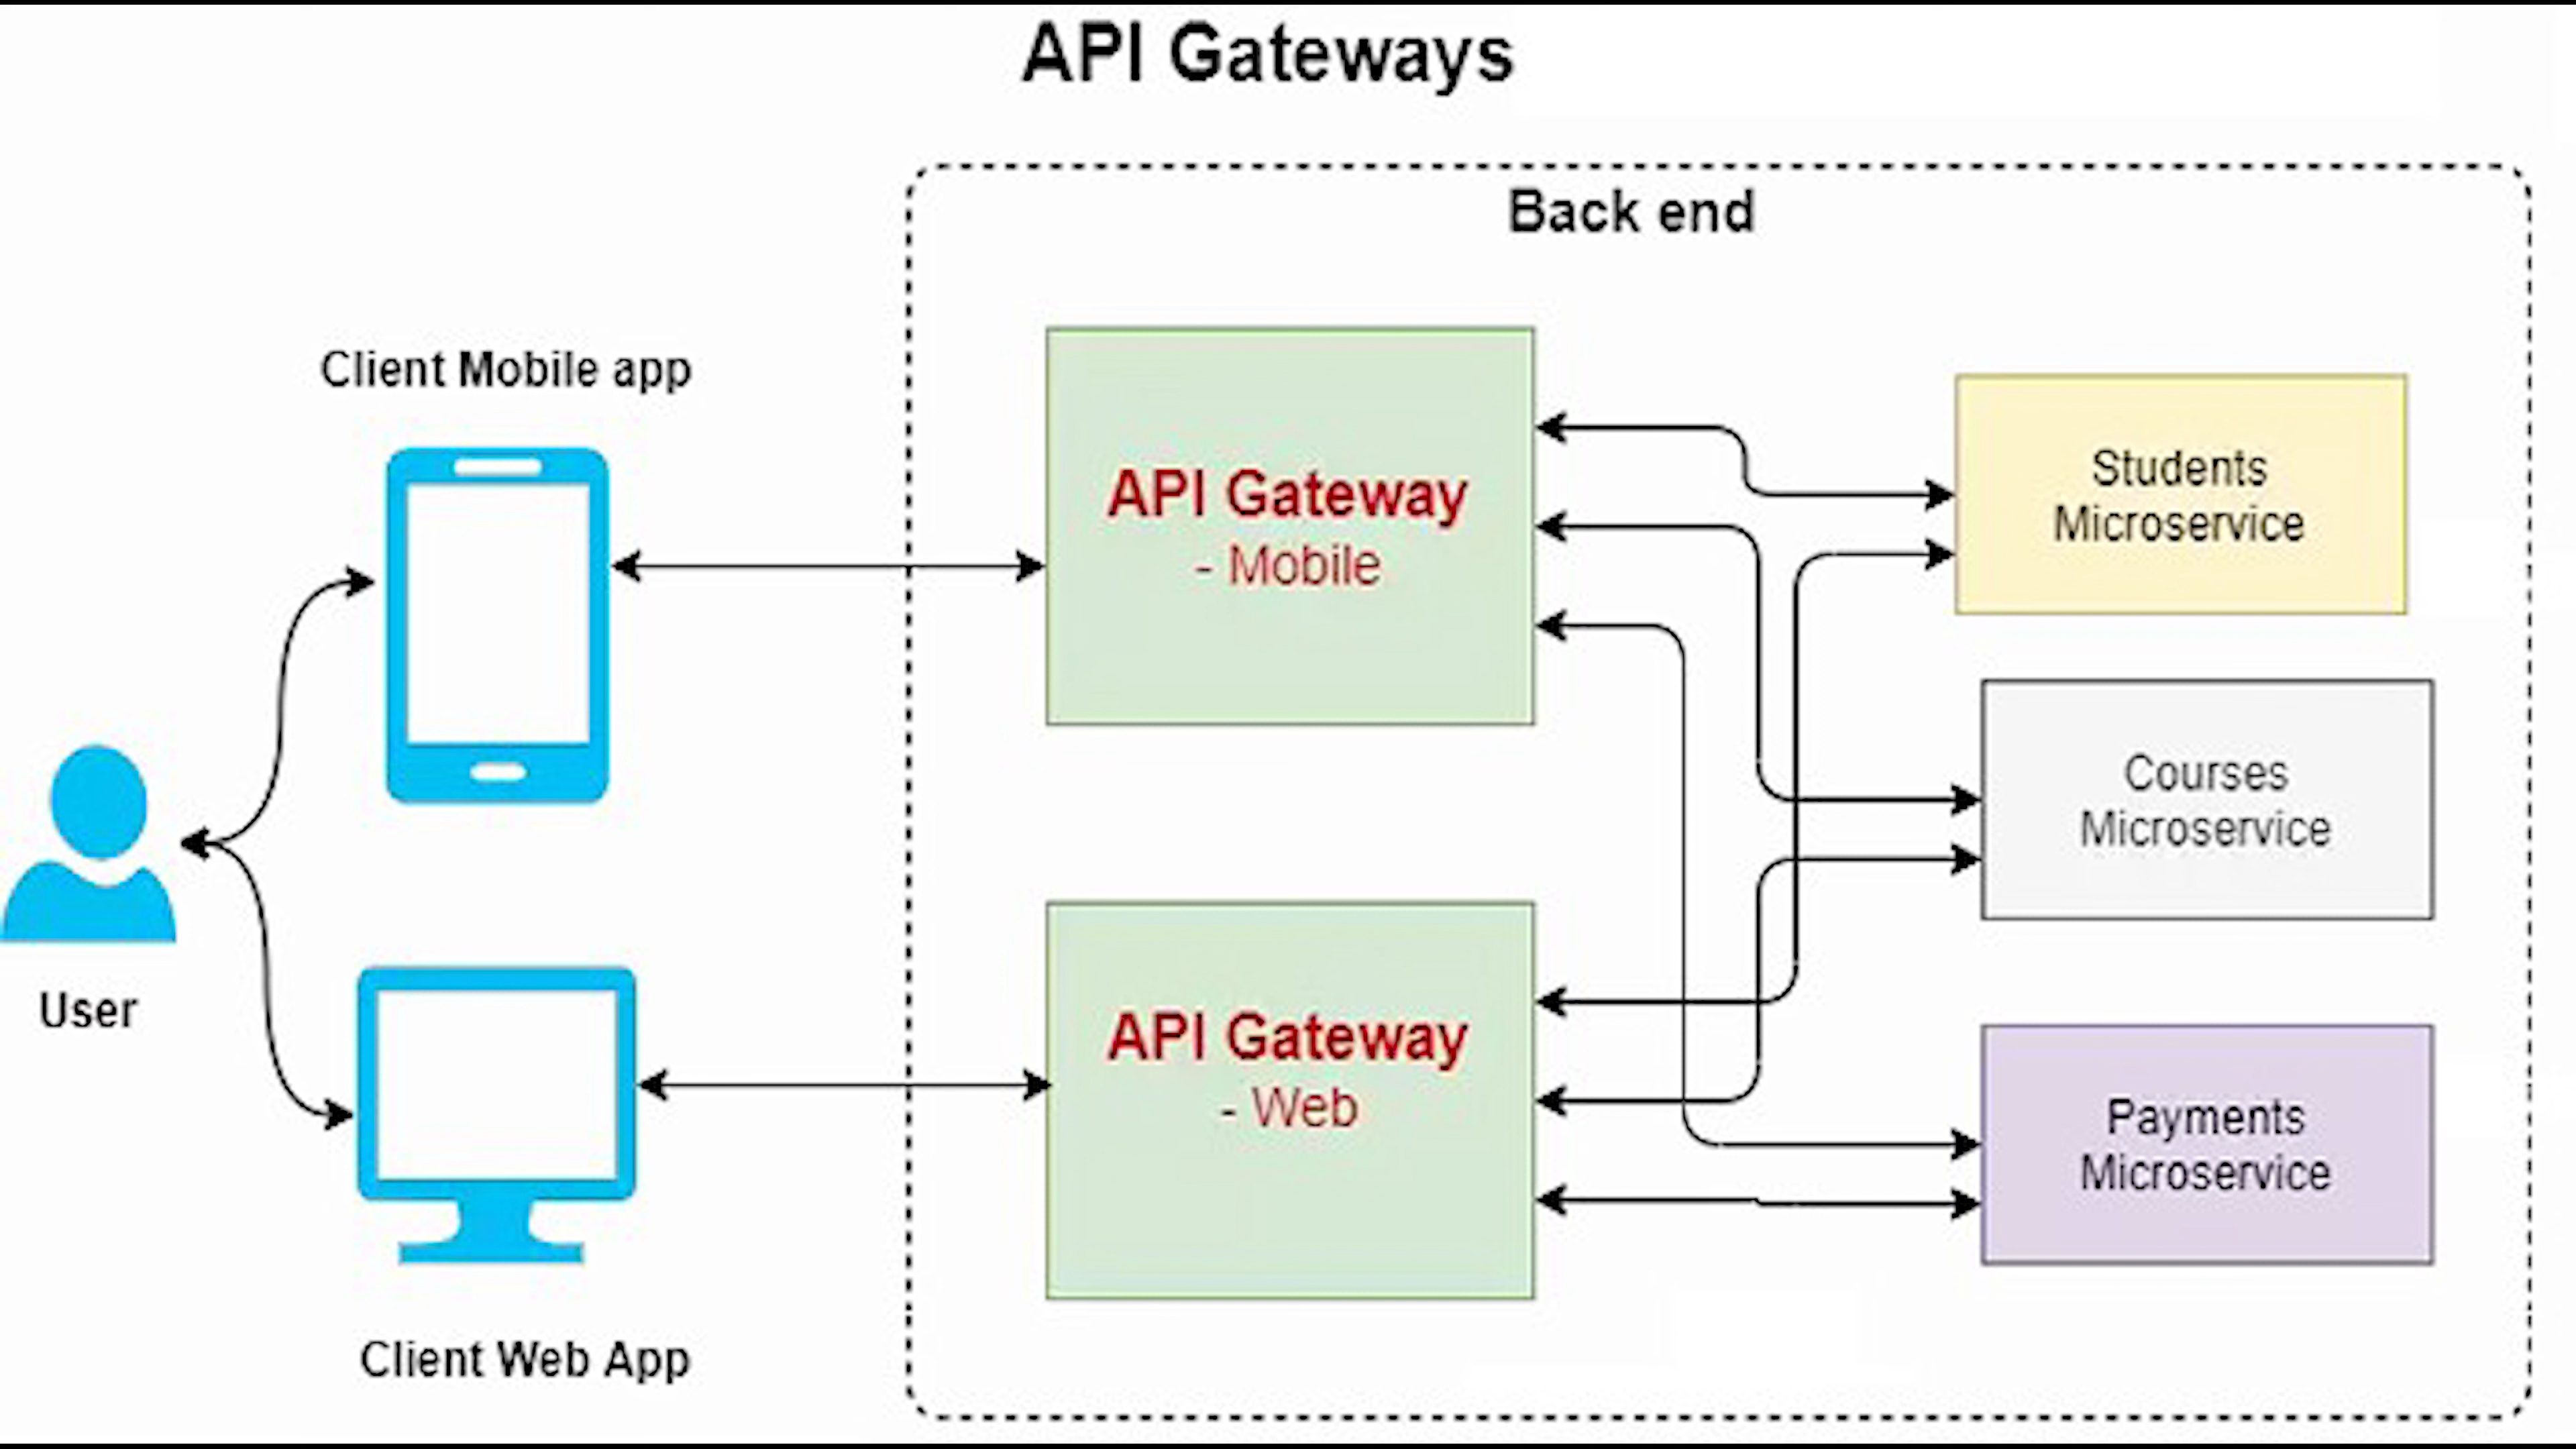 API Gateways
Back end
Client Mobile app
API Gateway
- Mobile
Students
Microservice
Courses
Microservice
User
API Gateway
- Web
Payments
Microservice
Client Web App